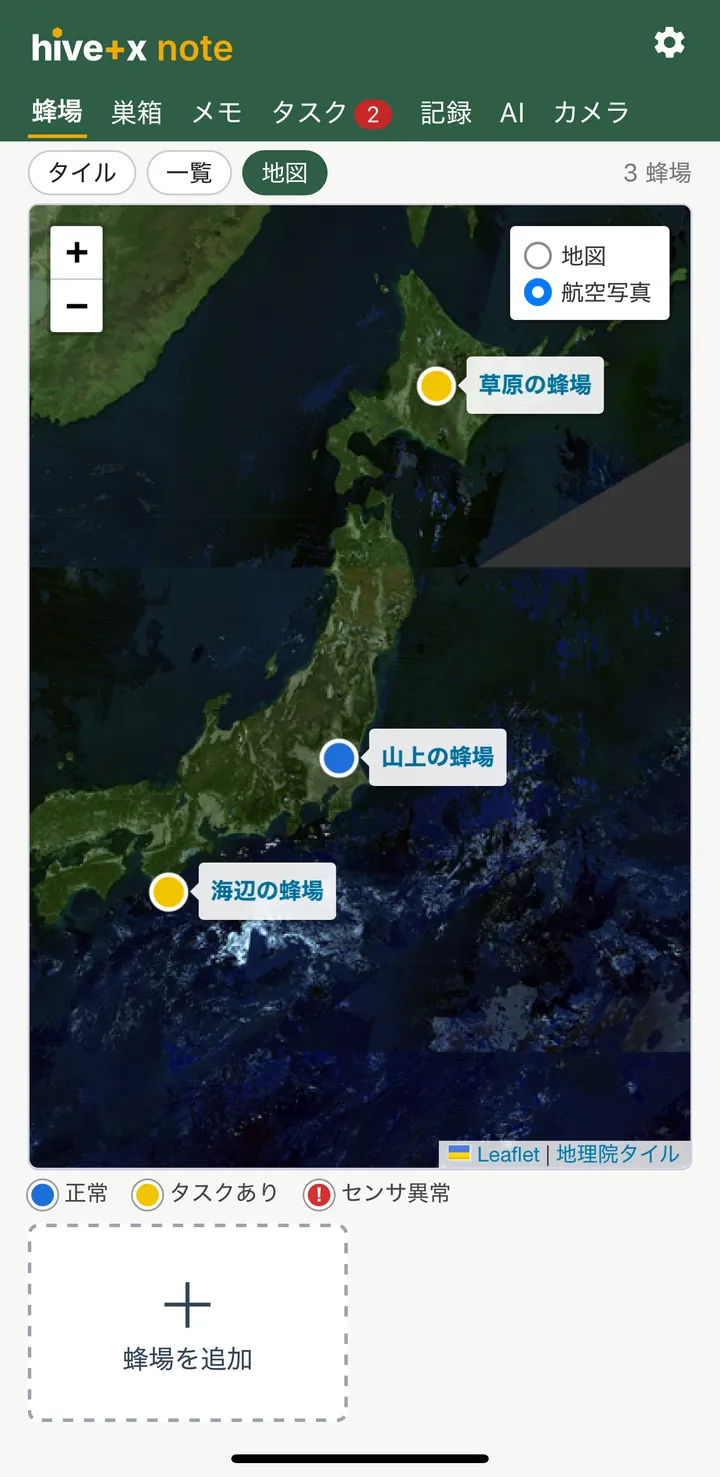 hive+x note
蜂場 巣箱 メモ タスク 2 記録 AI カメラ
タイル 一覧 地図 3 蜂場
+
−
地図
航空写真
草原の蜂場
山上の蜂場
海辺の蜂場
Leaflet | 地理院タイル
正常 タスクあり ! センサ異常
+
蜂場を追加